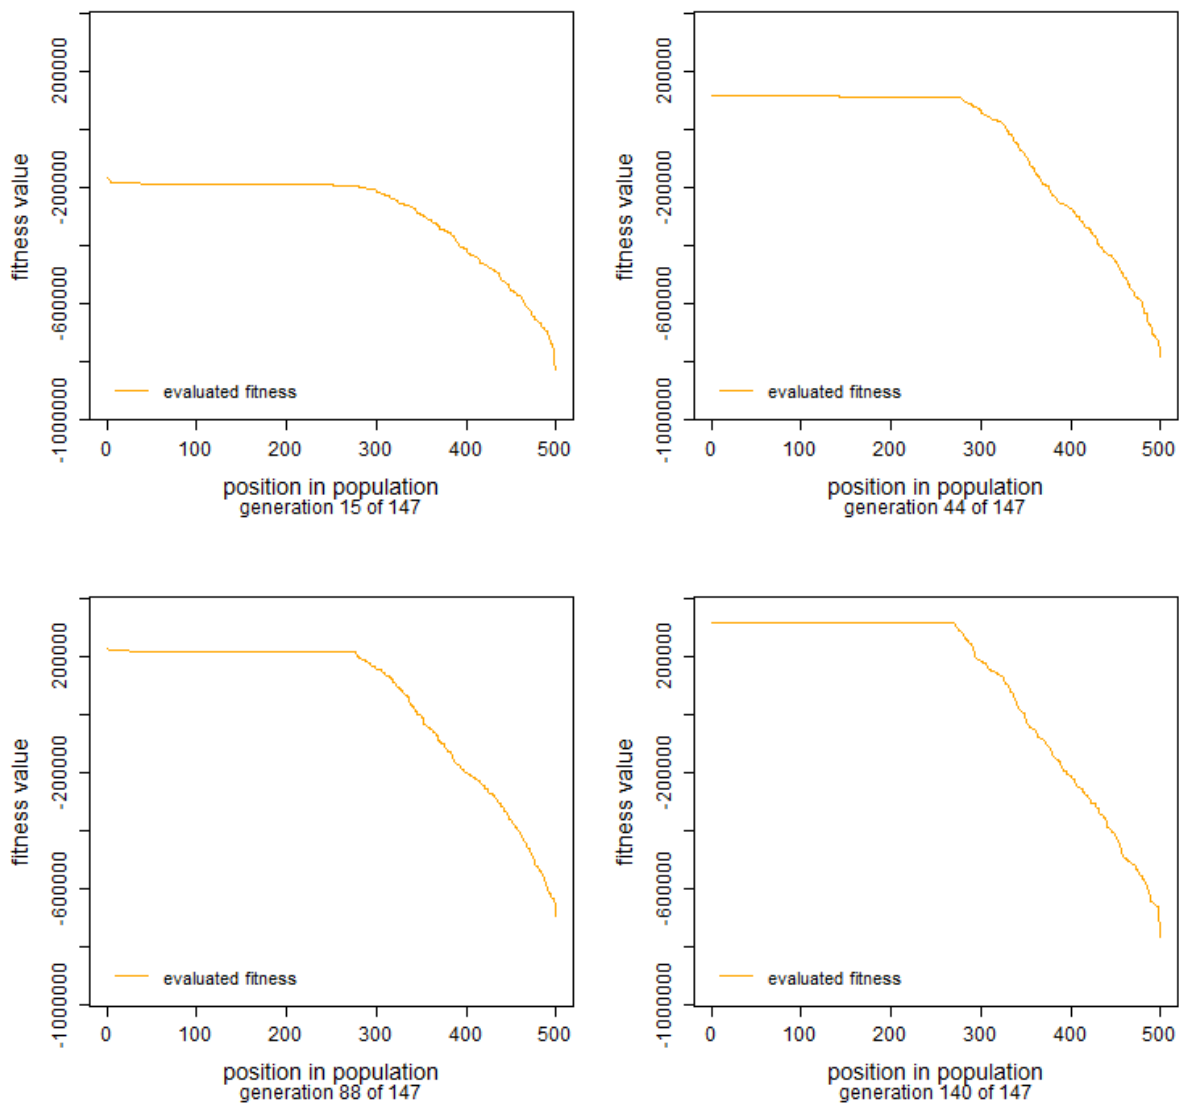 fitness value
200000
-200000
-600000
-1000000
evaluated fitness
0 100 200 300 400 500
position in population
generation 15 of 147
fitness value
200000
-200000
-600000
-1000000
evaluated fitness
0 100 200 300 400 500
position in population
generation 44 of 147
fitness value
200000
-200000
-600000
-1000000
evaluated fitness
0 100 200 300 400 500
position in population
generation 88 of 147
fitness value
200000
-200000
-600000
-1000000
evaluated fitness
0 100 200 300 400 500
position in population
generation 140 of 147